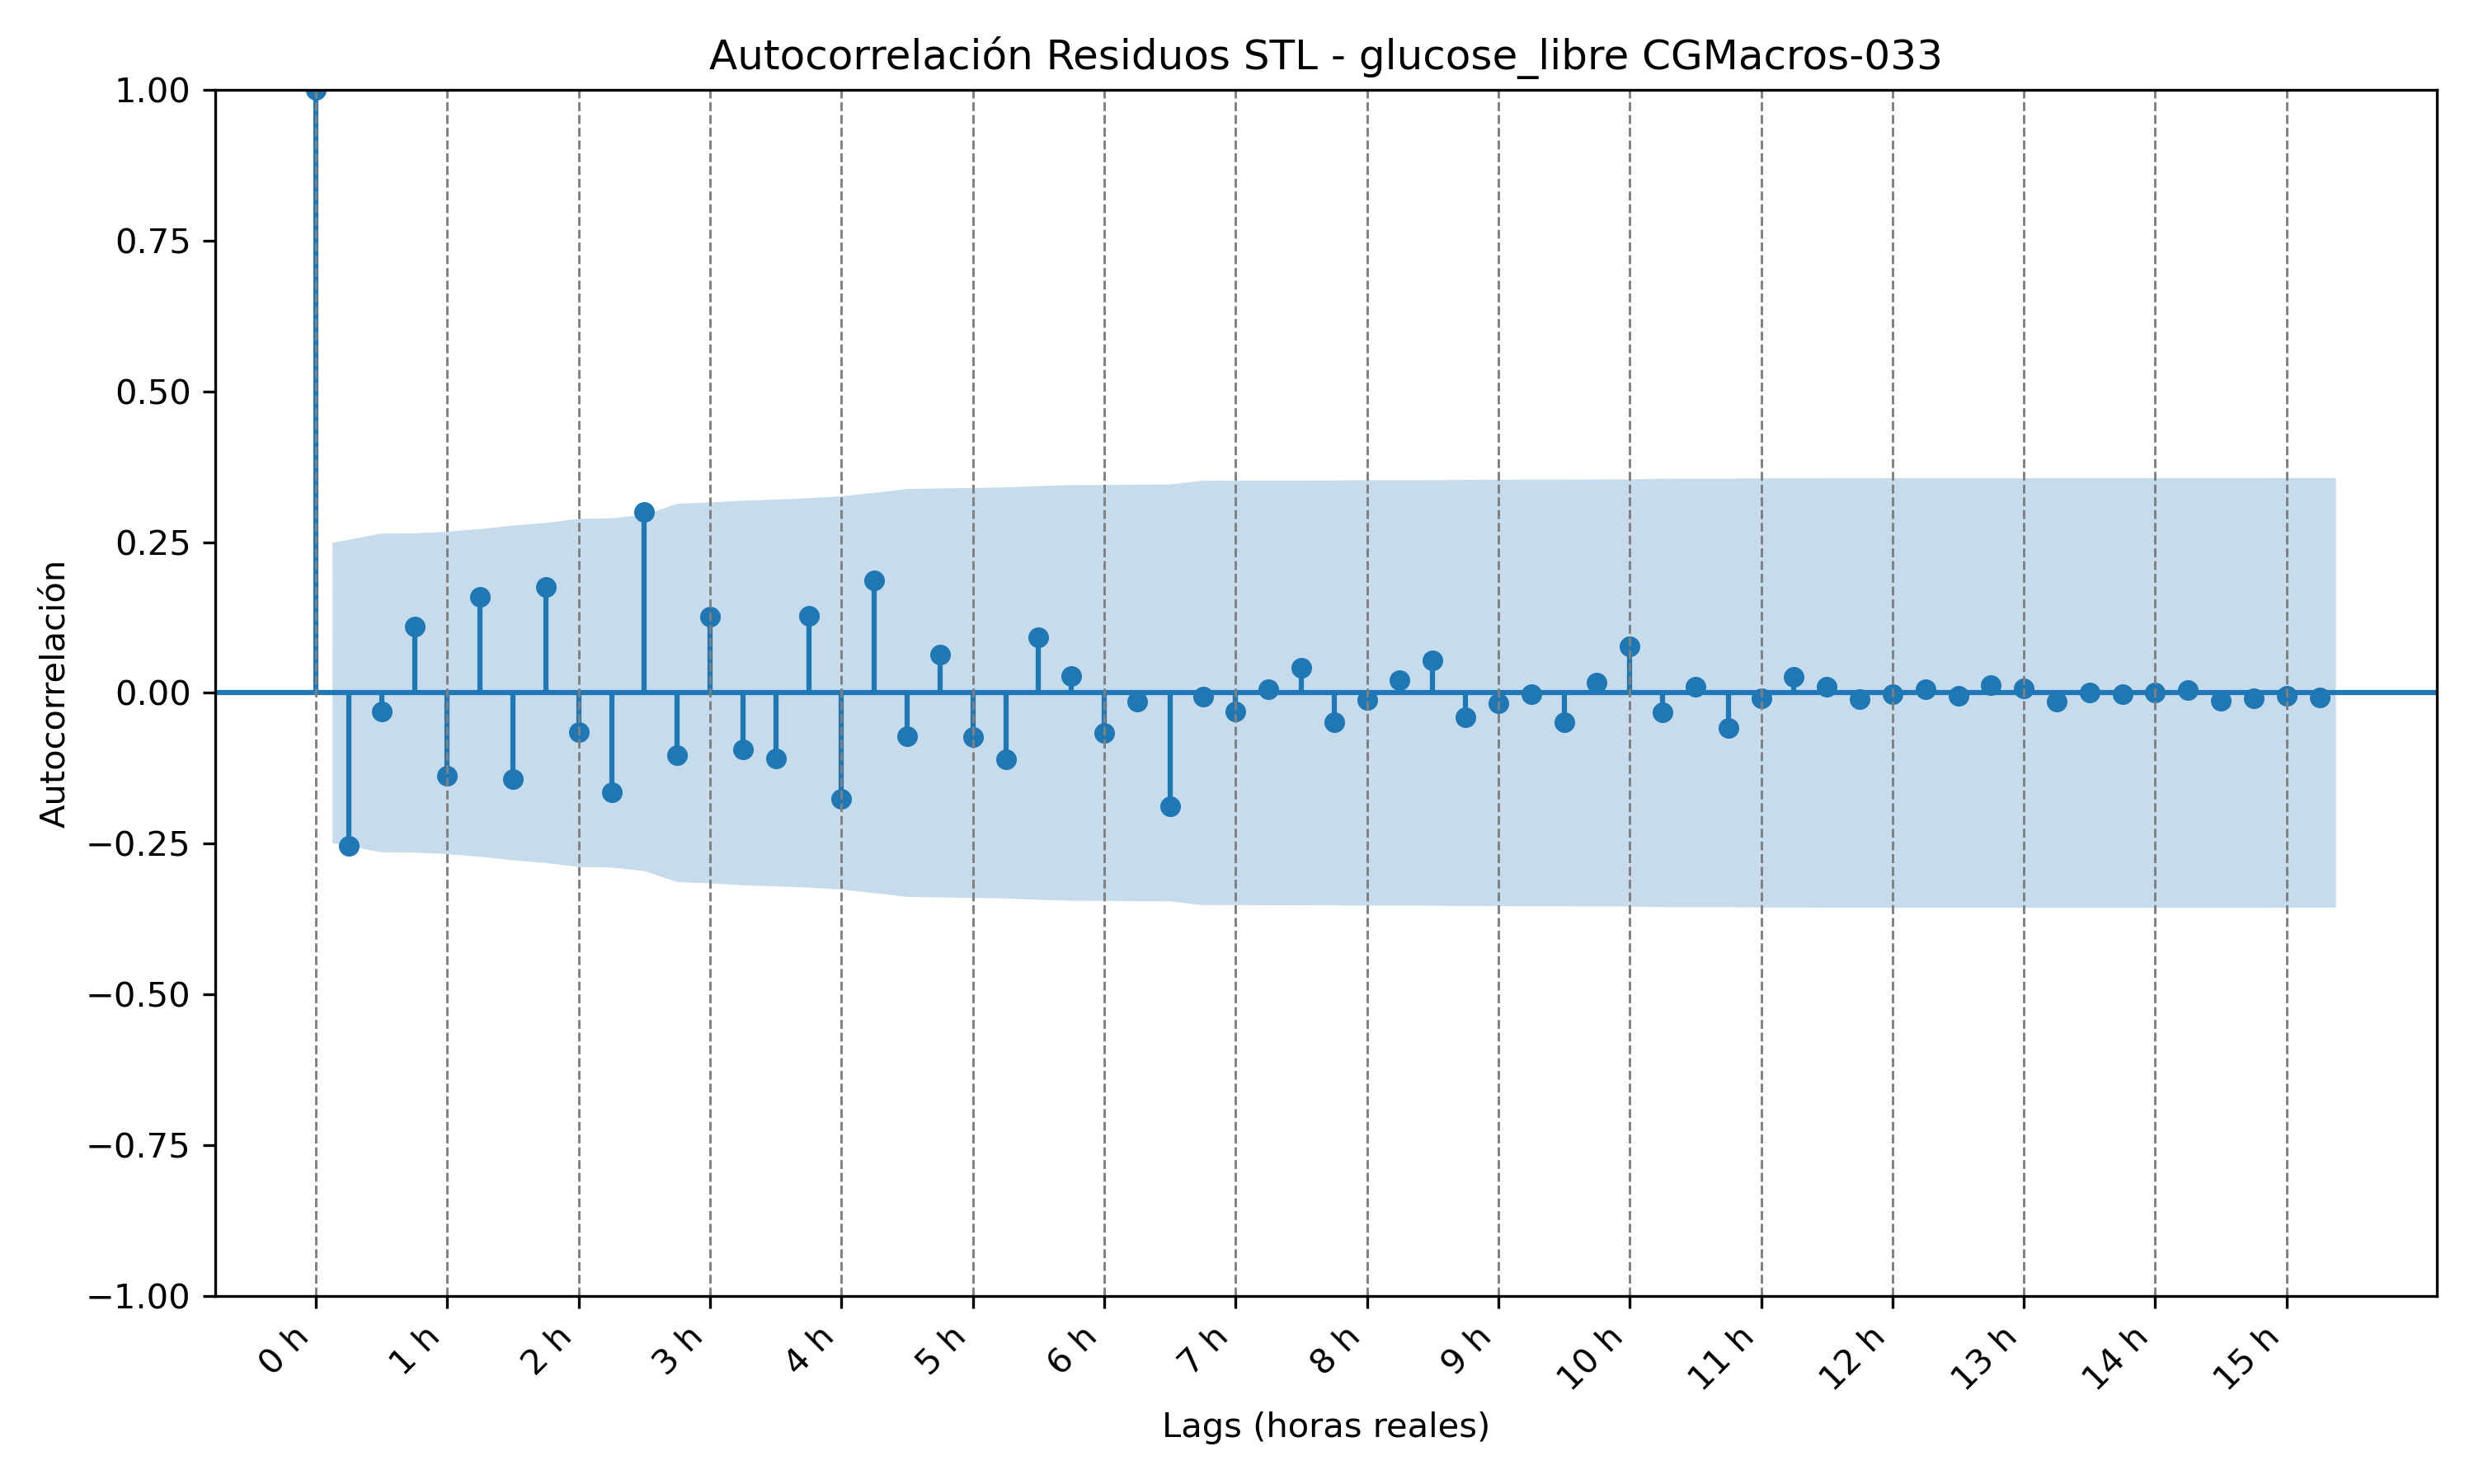 Autocorrelación Residuos STL - glucose_libre CGMacros-033
1.00
0.75
0.50
0.25
0.00
−0.25
−0.50
−0.75
−1.00
Autocorrelación
0 h
1 h
2 h
3 h
4 h
5 h
6 h
7 h
8 h
9 h
10 h
11 h
12 h
13 h
14 h
15 h
Lags (horas reales)